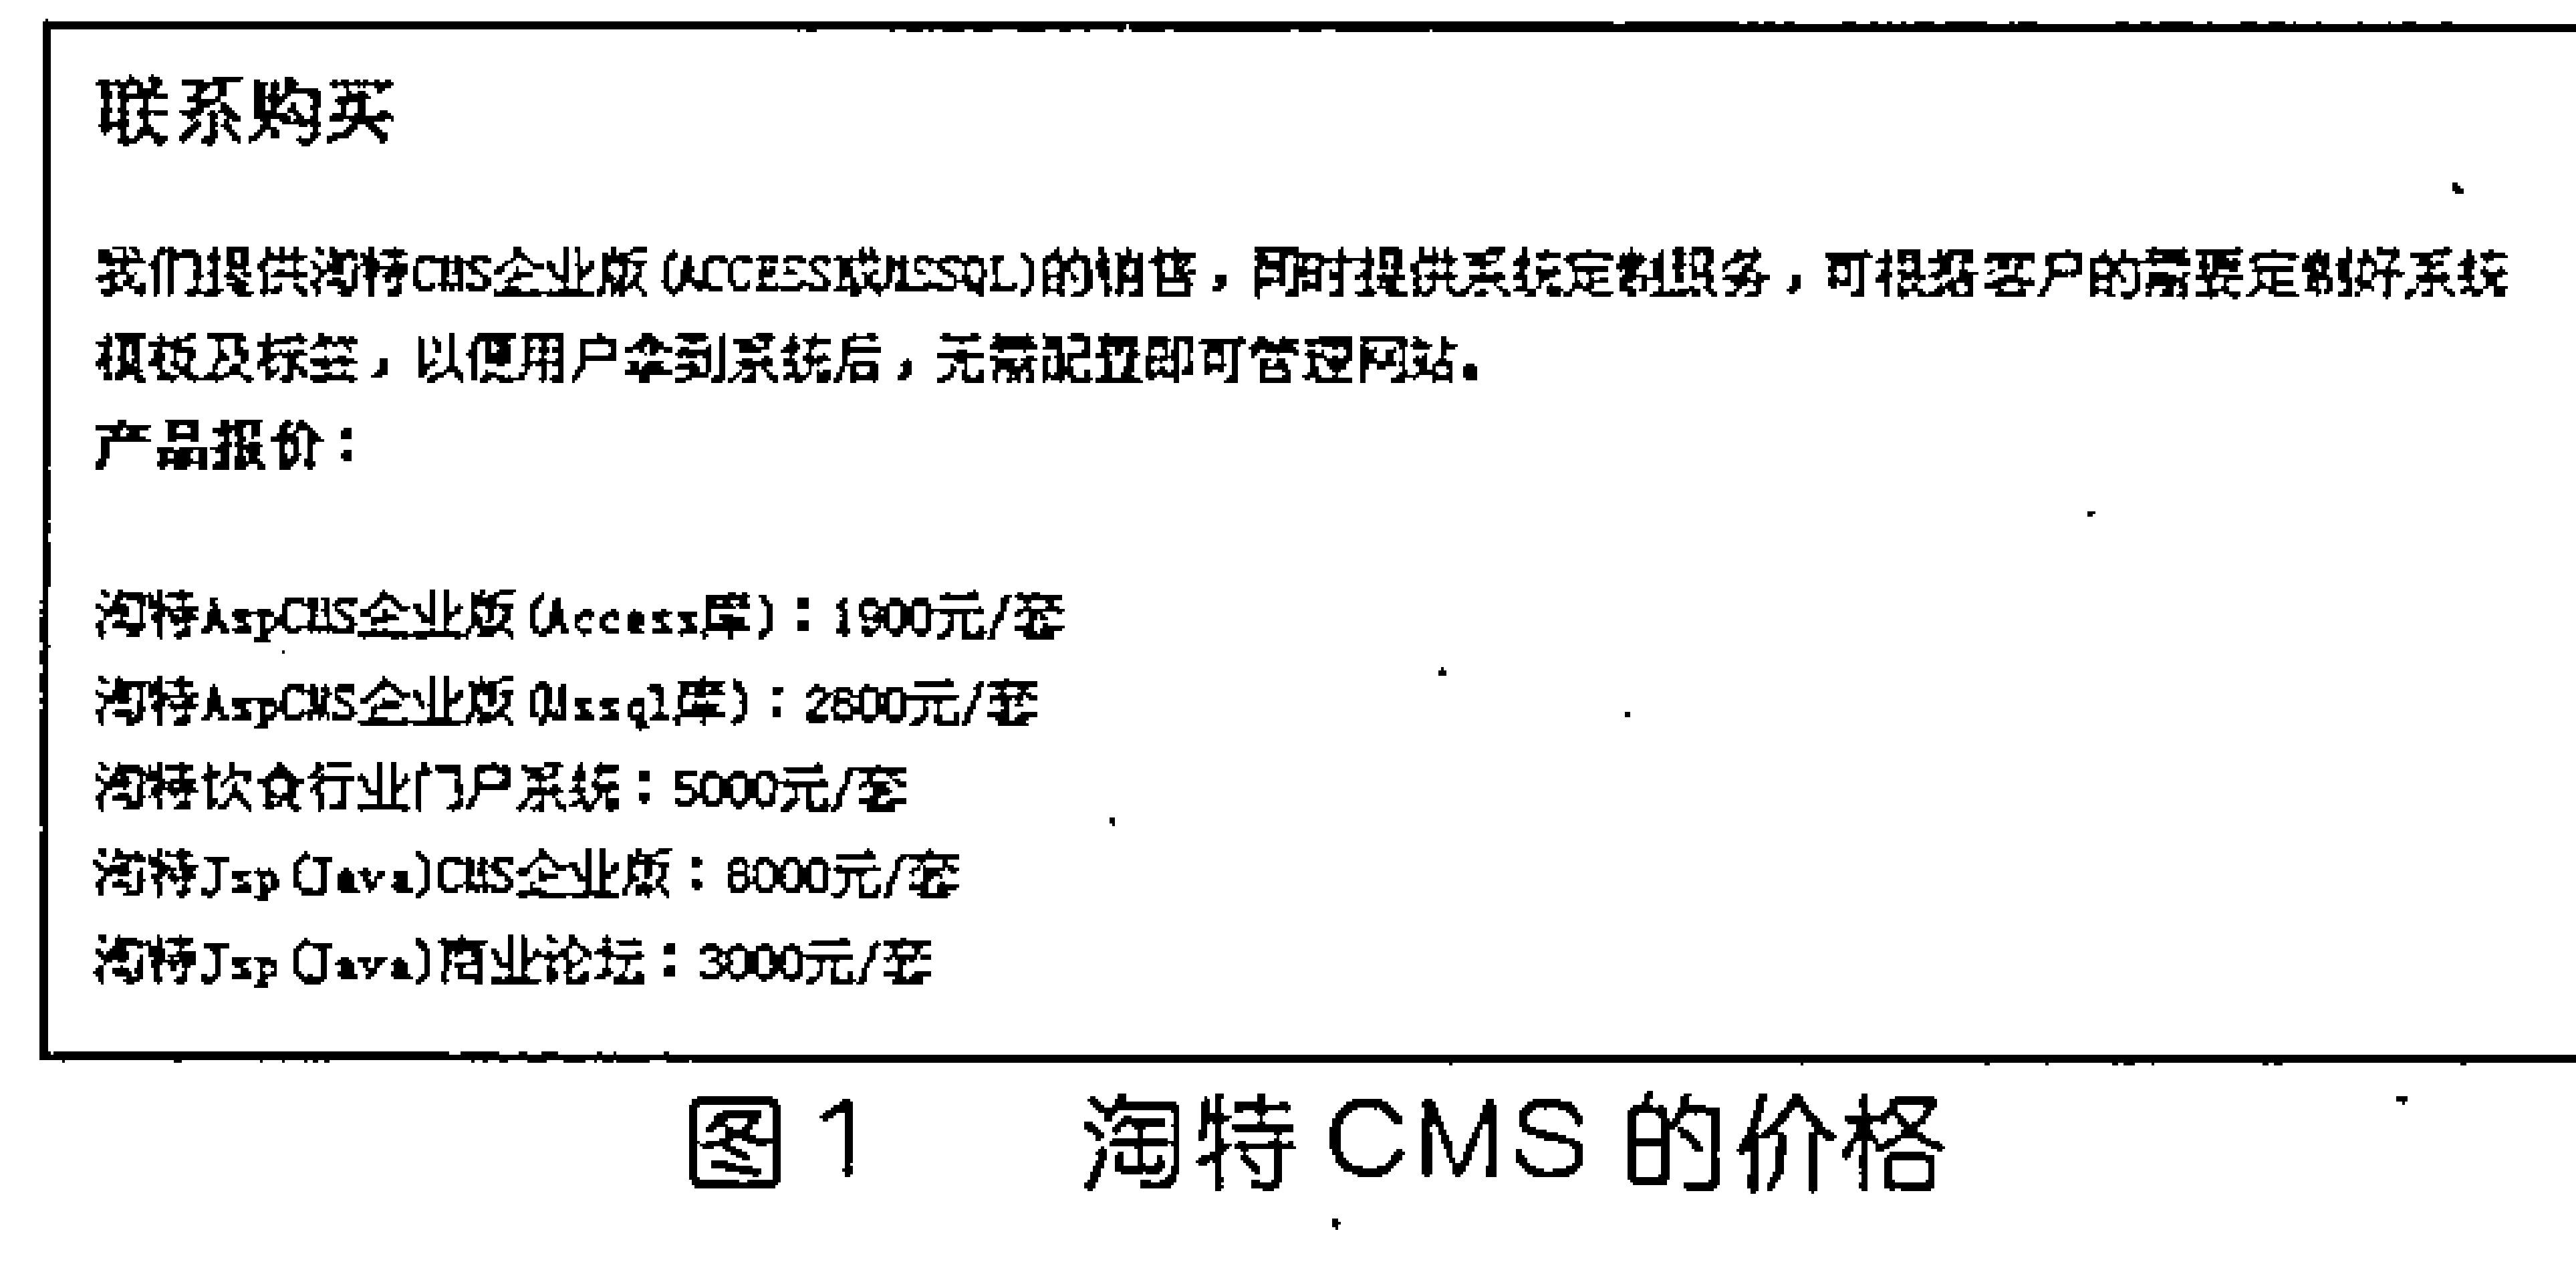 联系购买
我们提供淘特CMS企业版(ACCESS或MSSQL)的销售，同时提供系统定制服务，可根据客户的需要定制好系统
模板及标签，以便用户拿到系统后，无需配置即可管理网站。
产品报价：
淘特AspCMS企业版(Access库)：1900元/套
淘特AspCMS企业版(Mssql库)：2800元/套
淘特饮食行业门户系统：5000元/套
淘特Jsp(Java)CMS企业版：8000元/套
淘特Jsp(Java)商业论坛：3000元/套
图1 淘特CMS的价格